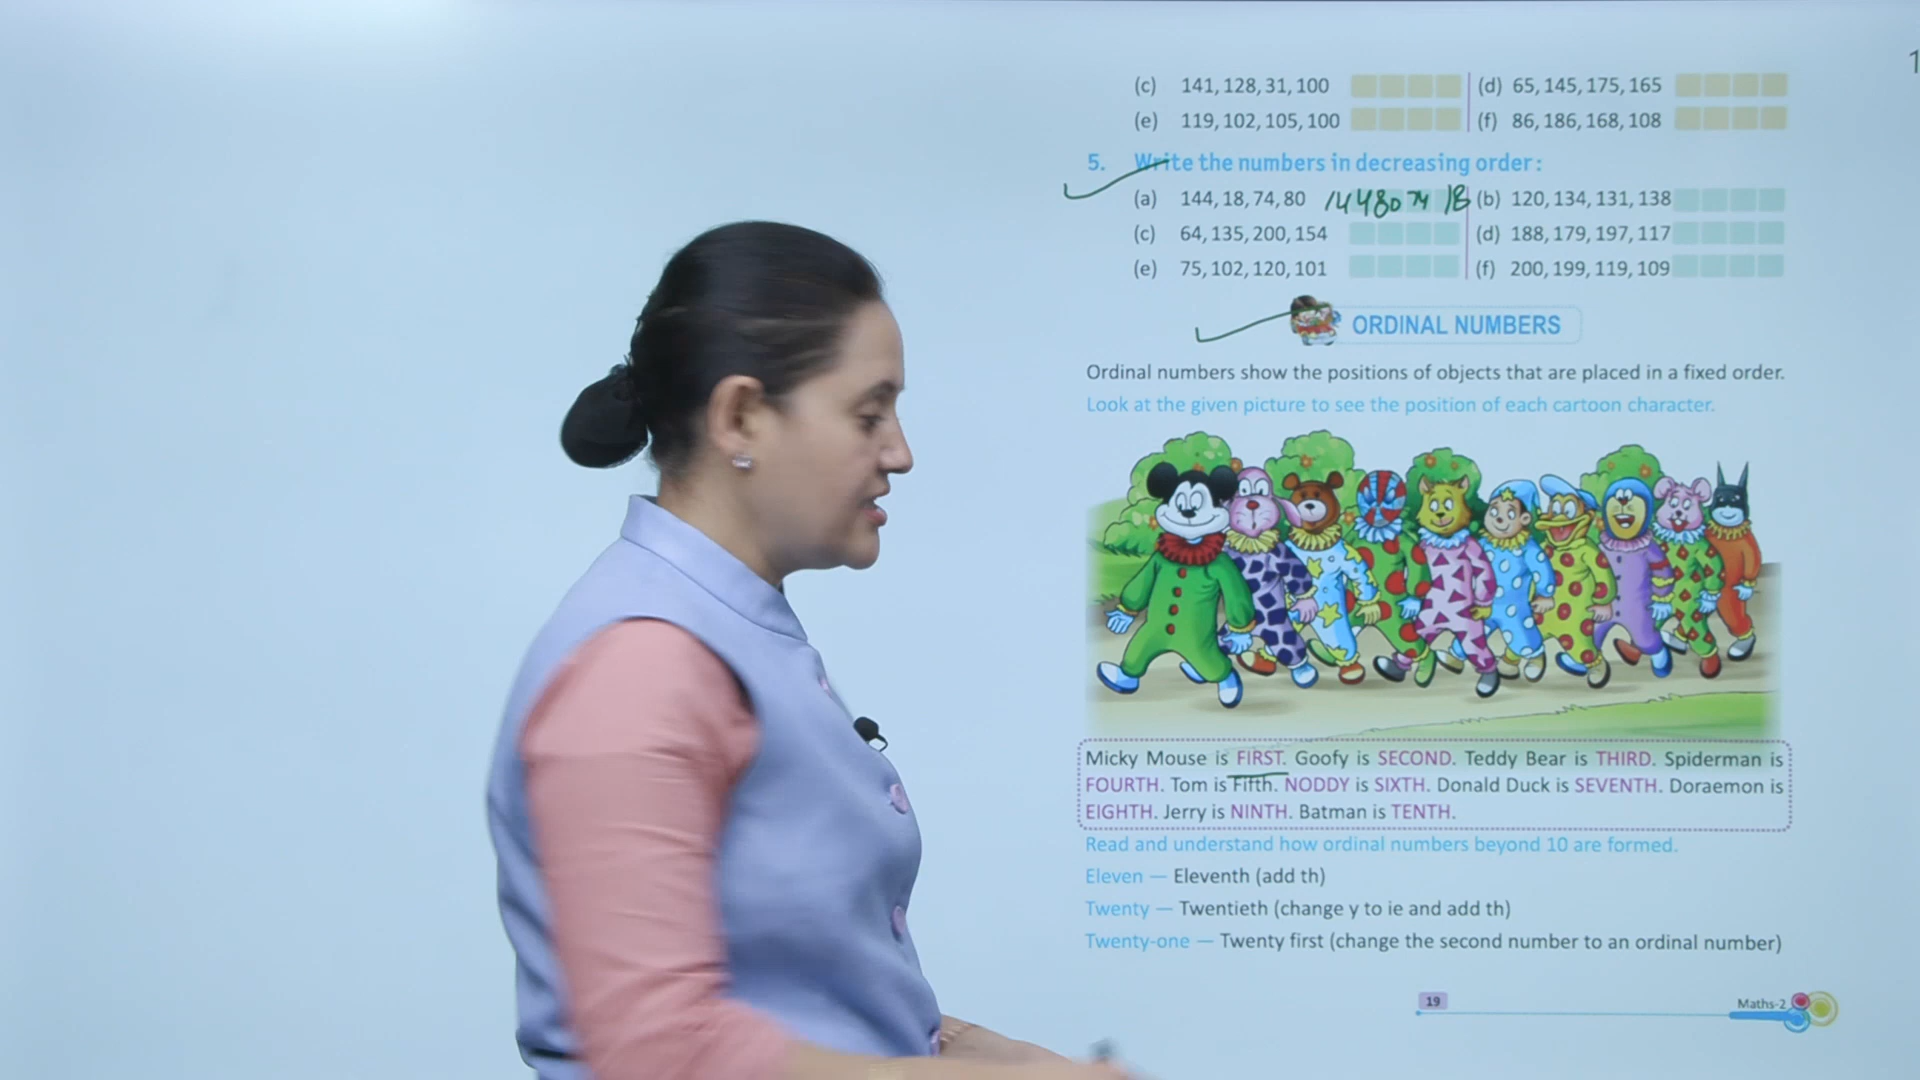 1
(c) 141, 128, 31, 100 (d) 65, 145, 175, 165
(e) 119, 102, 105, 100 (f) 86, 186, 168, 108
5. Write the numbers in decreasing order :
(a) 144, 18, 74, 80 144 80 74 18 (b) 120, 134, 131, 138
(c) 64, 135, 200, 154 (d) 188, 179, 197, 117
(e) 75, 102, 120, 101 (f) 200, 199, 119, 109
ORDINAL NUMBERS
Ordinal numbers show the positions of objects that are placed in a fixed order.
Look at the given picture to see the position of each cartoon character.
Micky Mouse is FIRST. Goofy is SECOND. Teddy Bear is THIRD. Spiderman is
FOURTH. Tom is Fifth. NODDY is SIXTH. Donald Duck is SEVENTH. Doraemon is
EIGHTH. Jerry is NINTH. Batman is TENTH.
Read and understand how ordinal numbers beyond 10 are formed.
Eleven — Eleventh (add th)
Twenty — Twentieth (change y to ie and add th)
Twenty-one — Twenty first (change the second number to an ordinal number)
19 Maths-2